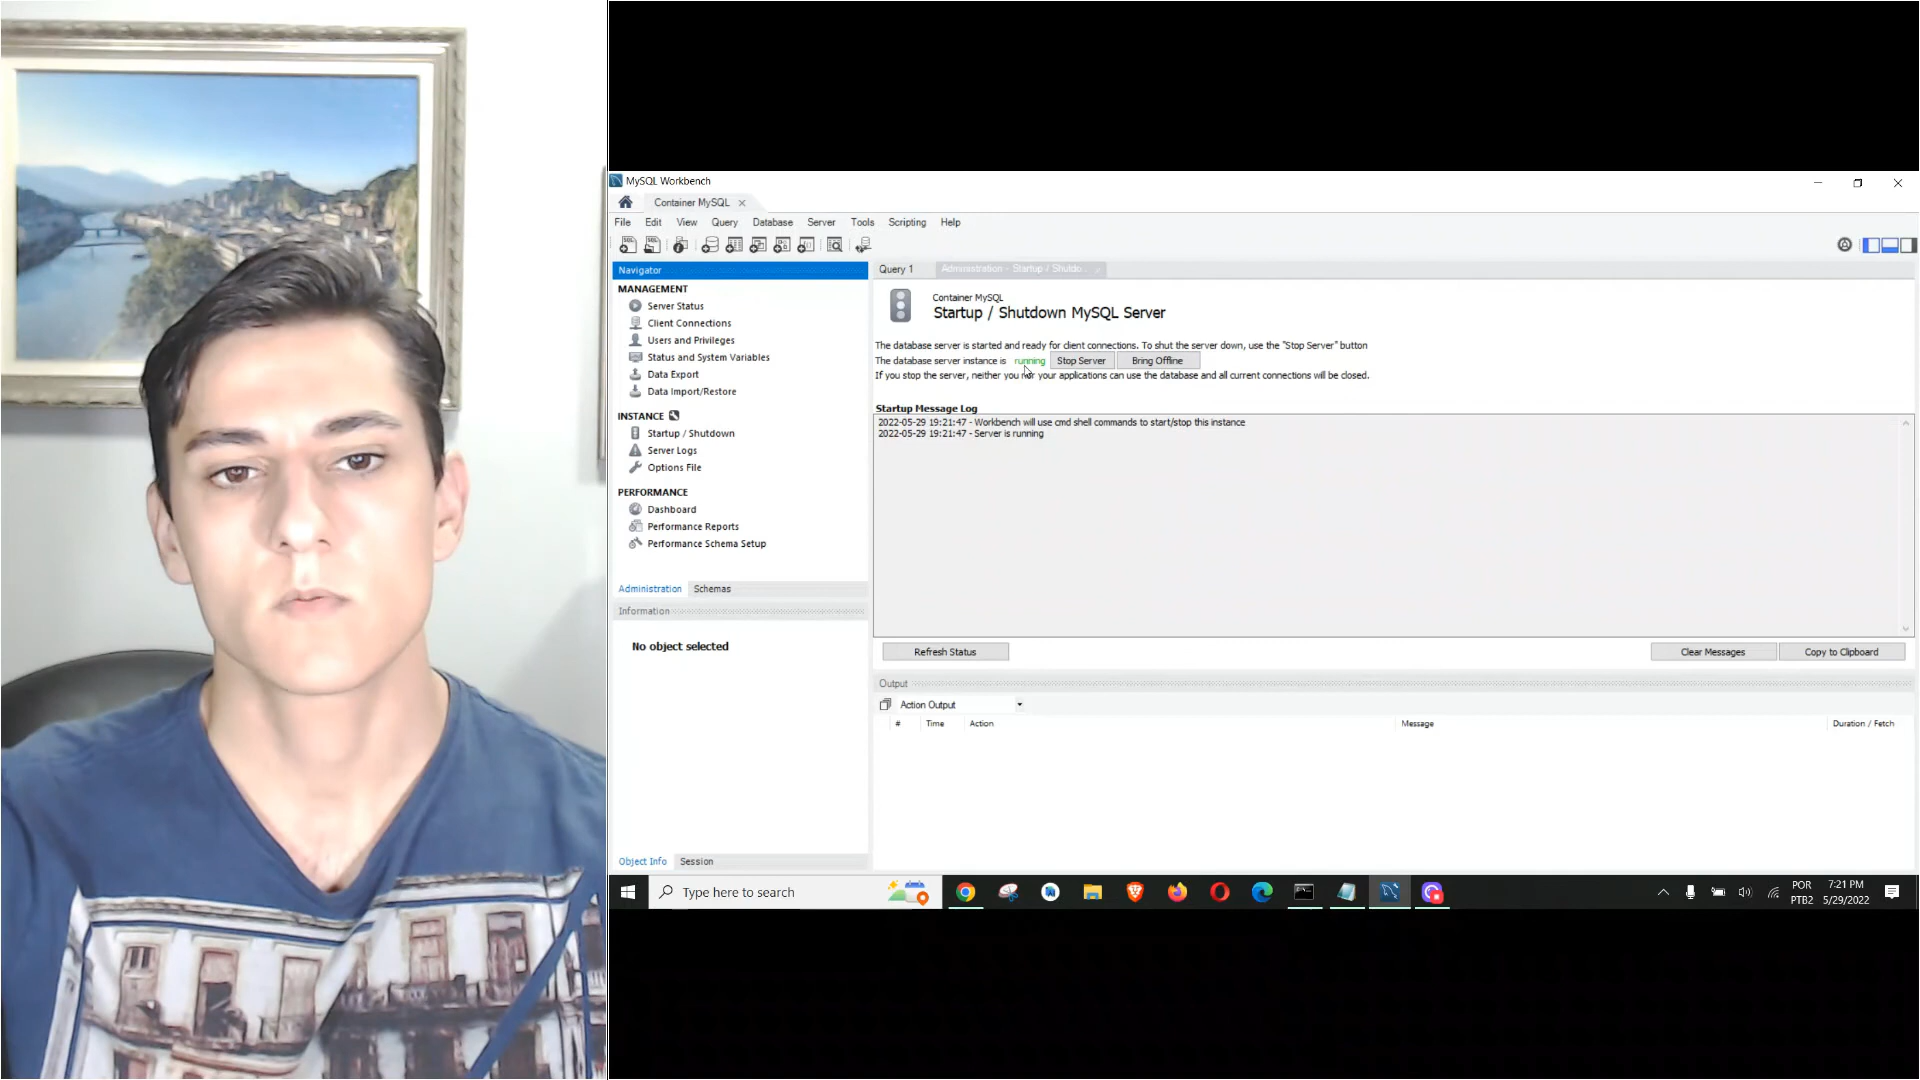 MySQL Workbench
Container MySQL
File Edit View Query Database Server Tools Scripting Help
Navigator
MANAGEMENT
Server Status
Client Connections
Users and Privileges
Status and System Variables
Data Export
Data Import/Restore
INSTANCE
Startup / Shutdown
Server Logs
Options File
PERFORMANCE
Dashboard
Performance Reports
Performance Schema Setup
Administration Schemas
Information
No object selected
Object Info Session
Query 1 Administration - Startup / Shutdo...
Container MySQL
Startup / Shutdown MySQL Server
The database server is started and ready for client connections. To shut the server down, use the "Stop Server" button
The database server instance is running Stop Server Bring Offline
If you stop the server, neither you nor your applications can use the database and all current connections will be closed.
Startup Message Log
2022-05-29 19:21:47 - Workbench will use cmd shell commands to start/stop this instance
2022-05-29 19:21:47 - Server is running
Refresh Status Clear Messages Copy to Clipboard
Output
Action Output
# Time Action Message Duration / Fetch
Type here to search
POR 7:21 PM
PTB2 5/29/2022